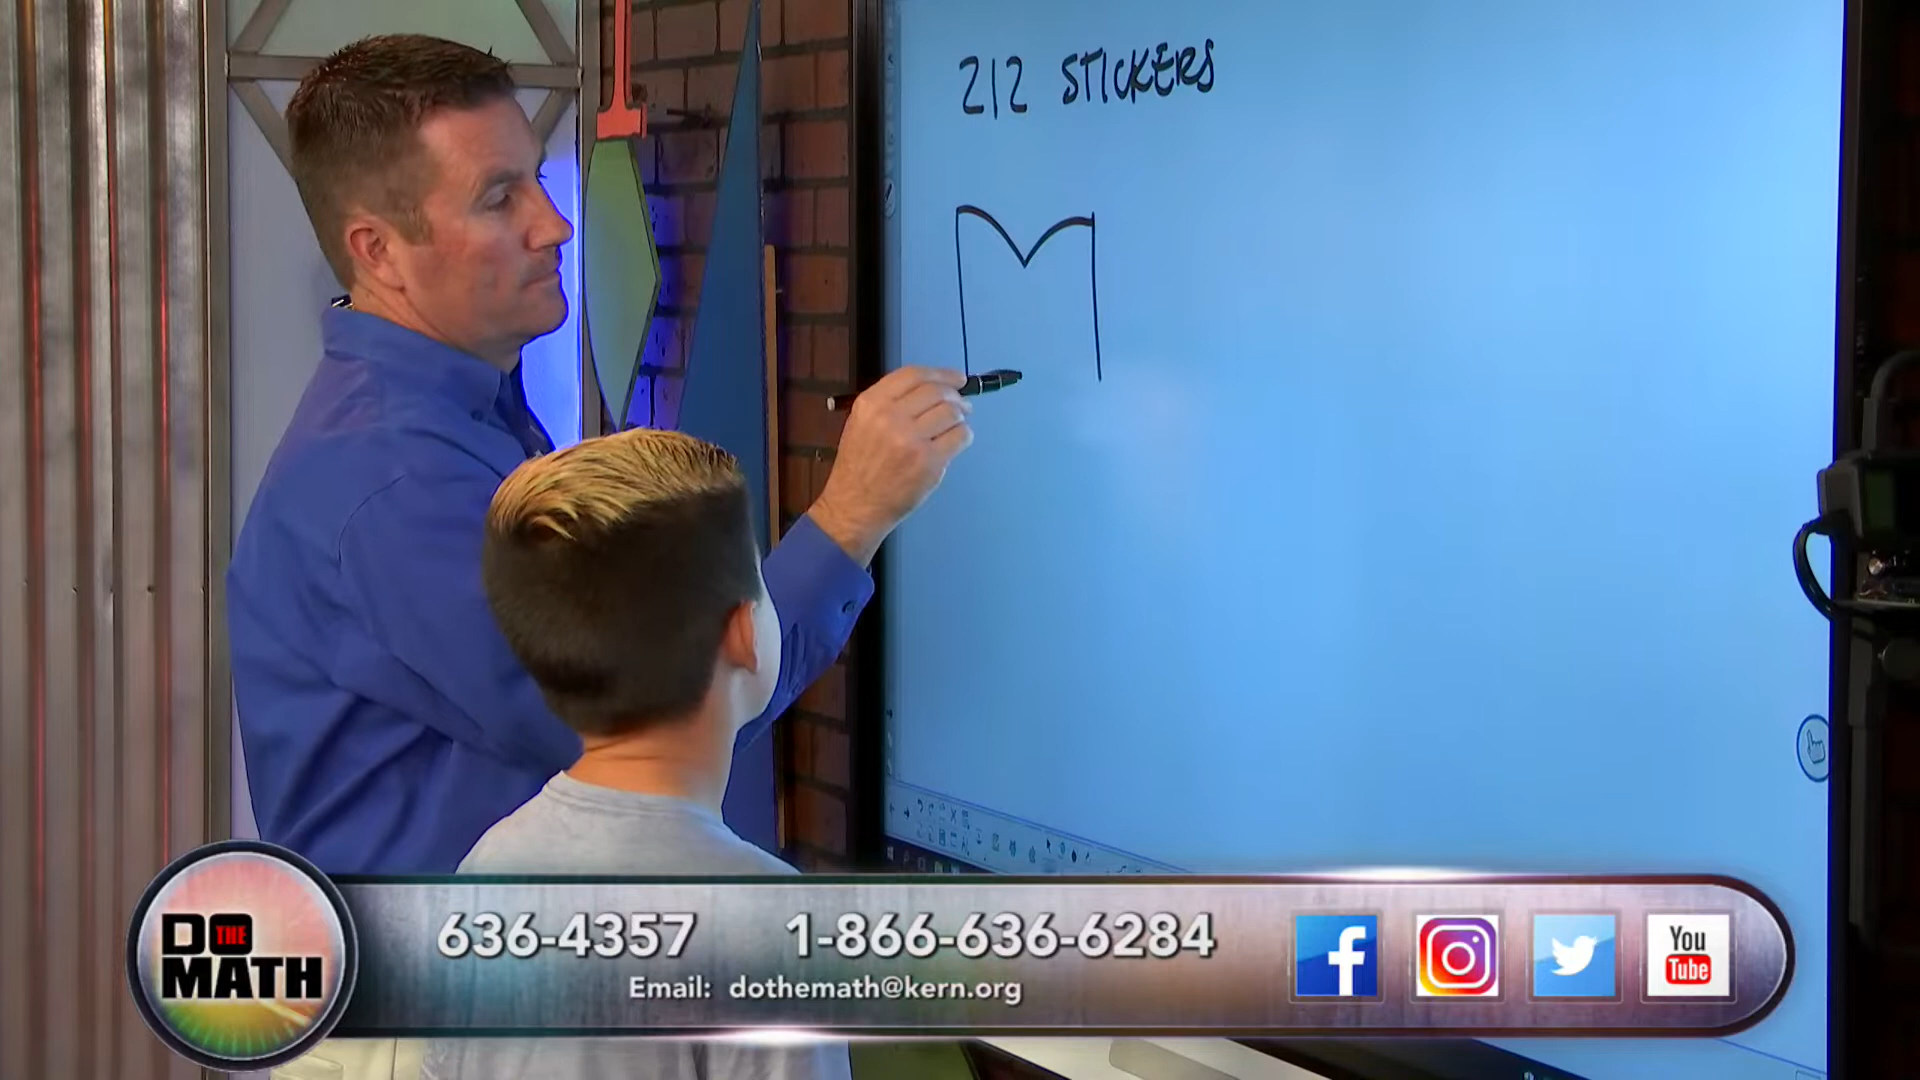 212 STICKERS
M
DO THE MATH
636-4357 1-866-636-6284
Email: dothemath@kern.org
f
You
Tube